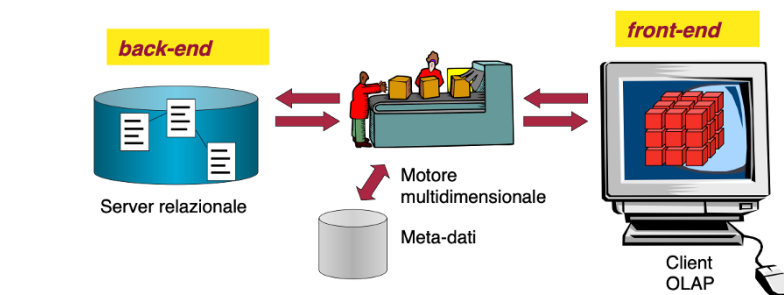 back-end
front-end
Server relazionale
Motore
multidimensionale
Meta-dati
Client
OLAP